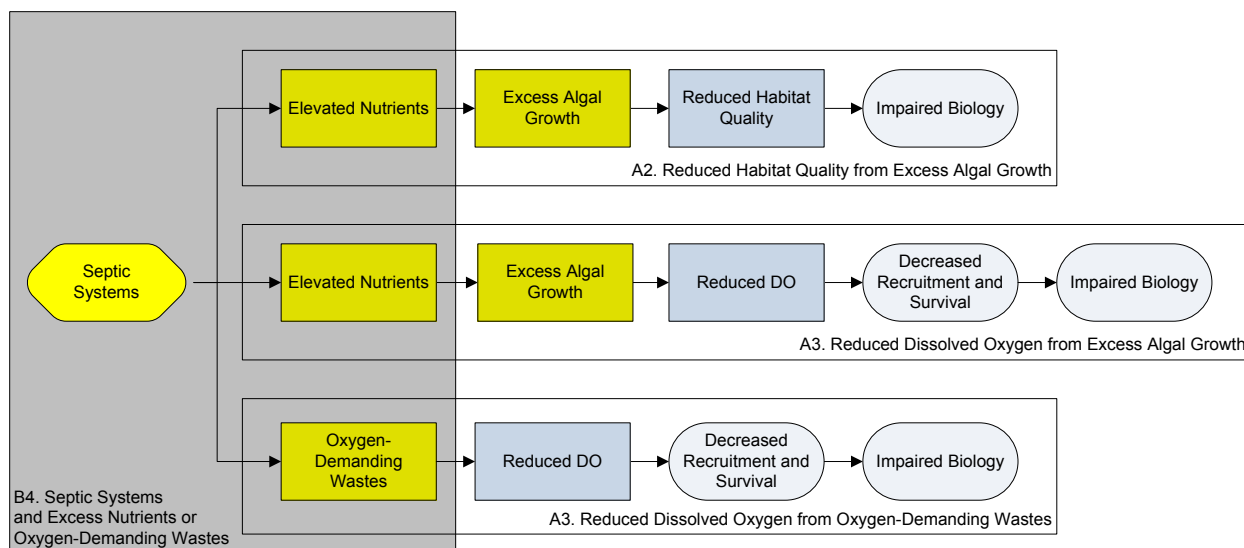 Elevated Nutrients
Excess Algal
Growth
Reduced Habitat
Quality
Impaired Biology
A2. Reduced Habitat Quality from Excess Algal Growth
Septic
Systems
Elevated Nutrients
Excess Algal
Growth
Reduced DO
Decreased
Recruitment and
Survival
Impaired Biology
A3. Reduced Dissolved Oxygen from Excess Algal Growth
Oxygen-
Demanding
Wastes
Reduced DO
Decreased
Recruitment and
Survival
Impaired Biology
A3. Reduced Dissolved Oxygen from Oxygen-Demanding Wastes
B4. Septic Systems
and Excess Nutrients or
Oxygen-Demanding Wastes